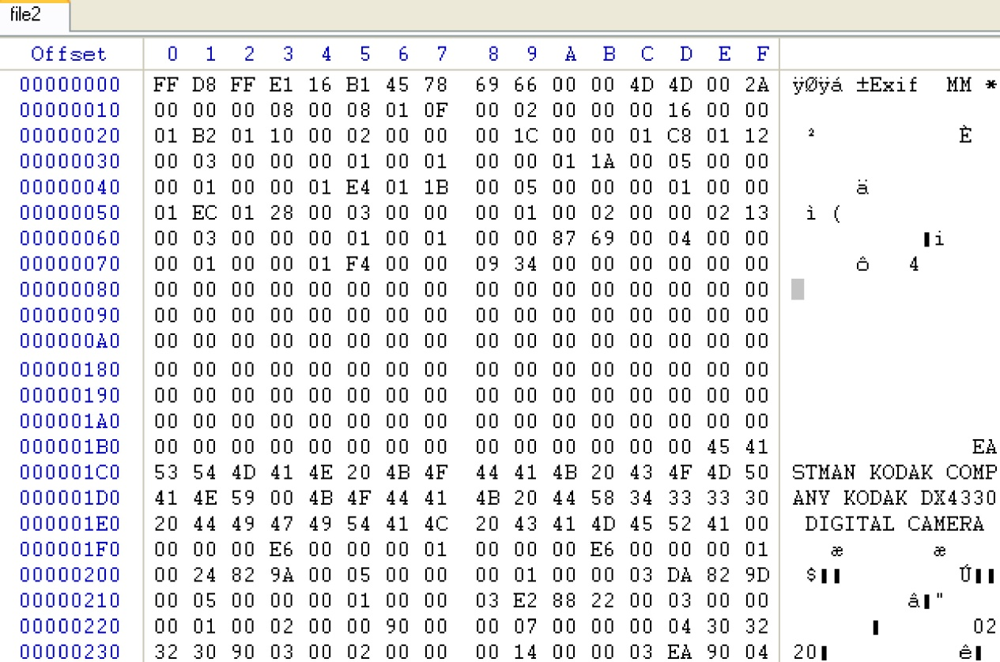 file2
Offset 0 1 2 3 4 5 6 7 8 9 A B C D E F
00000000 FF D8 FF E1 16 B1 45 78 69 66 00 00 4D 4D 00 2A ÿØÿá ±Exif MM *
00000010 00 00 00 08 00 08 01 0F 00 02 00 00 00 16 00 00
00000020 01 B2 01 10 00 02 00 00 00 1C 00 00 01 C8 01 12 ² È
00000030 00 03 00 00 00 01 00 01 00 00 01 1A 00 05 00 00
00000040 00 01 00 00 01 E4 01 1B 00 05 00 00 00 01 00 00 ä
00000050 01 EC 01 28 00 03 00 00 00 01 00 02 00 00 02 13 ì (
00000060 00 03 00 00 00 01 00 01 00 00 87 69 00 04 00 00 ▌i
00000070 00 01 00 00 01 F4 00 00 09 34 00 00 00 00 00 00 ô 4
00000080 00 00 00 00 00 00 00 00 00 00 00 00 00 00 00 00
00000090 00 00 00 00 00 00 00 00 00 00 00 00 00 00 00 00
000000A0 00 00 00 00 00 00 00 00 00 00 00 00 00 00 00 00
00000180 00 00 00 00 00 00 00 00 00 00 00 00 00 00 00 00
00000190 00 00 00 00 00 00 00 00 00 00 00 00 00 00 00 00
000001A0 00 00 00 00 00 00 00 00 00 00 00 00 00 00 00 00
000001B0 00 00 00 00 00 00 00 00 00 00 00 00 00 00 45 41 EA
000001C0 53 54 4D 41 4E 20 4B 4F 44 41 4B 20 43 4F 4D 50 STMAN KODAK COMP
000001D0 41 4E 59 00 4B 4F 44 41 4B 20 44 58 34 33 33 30 ANY KODAK DX4330
000001E0 20 44 49 47 49 54 41 4C 20 43 41 4D 45 52 41 00 DIGITAL CAMERA
000001F0 00 00 00 E6 00 00 00 01 00 00 00 E6 00 00 00 01 æ æ
00000200 00 24 82 9A 00 05 00 00 00 01 00 00 03 DA 82 9D $▌▌ Ú▌▌
00000210 00 05 00 00 00 01 00 00 03 E2 88 22 00 03 00 00 â▌"
00000220 00 01 00 02 00 00 90 00 00 07 00 00 00 04 30 32 ▌ 02
00000230 32 30 90 03 00 02 00 00 00 14 00 00 03 EA 90 04 20▌ ê▌